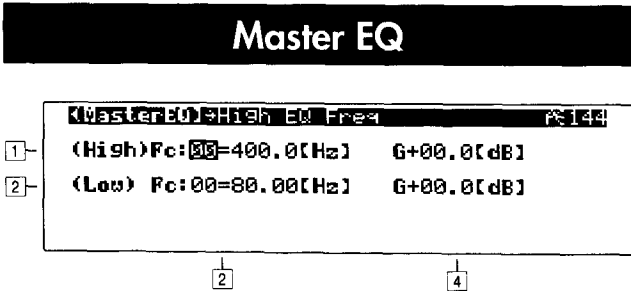 Master EQ
(MasterEQ)→High EQ Freq ♩144
1 (High)Fc:00=400.0[Hz] G+00.0[dB]
2 (Low) Fc:00=80.00[Hz] G+00.0[dB]
2 4